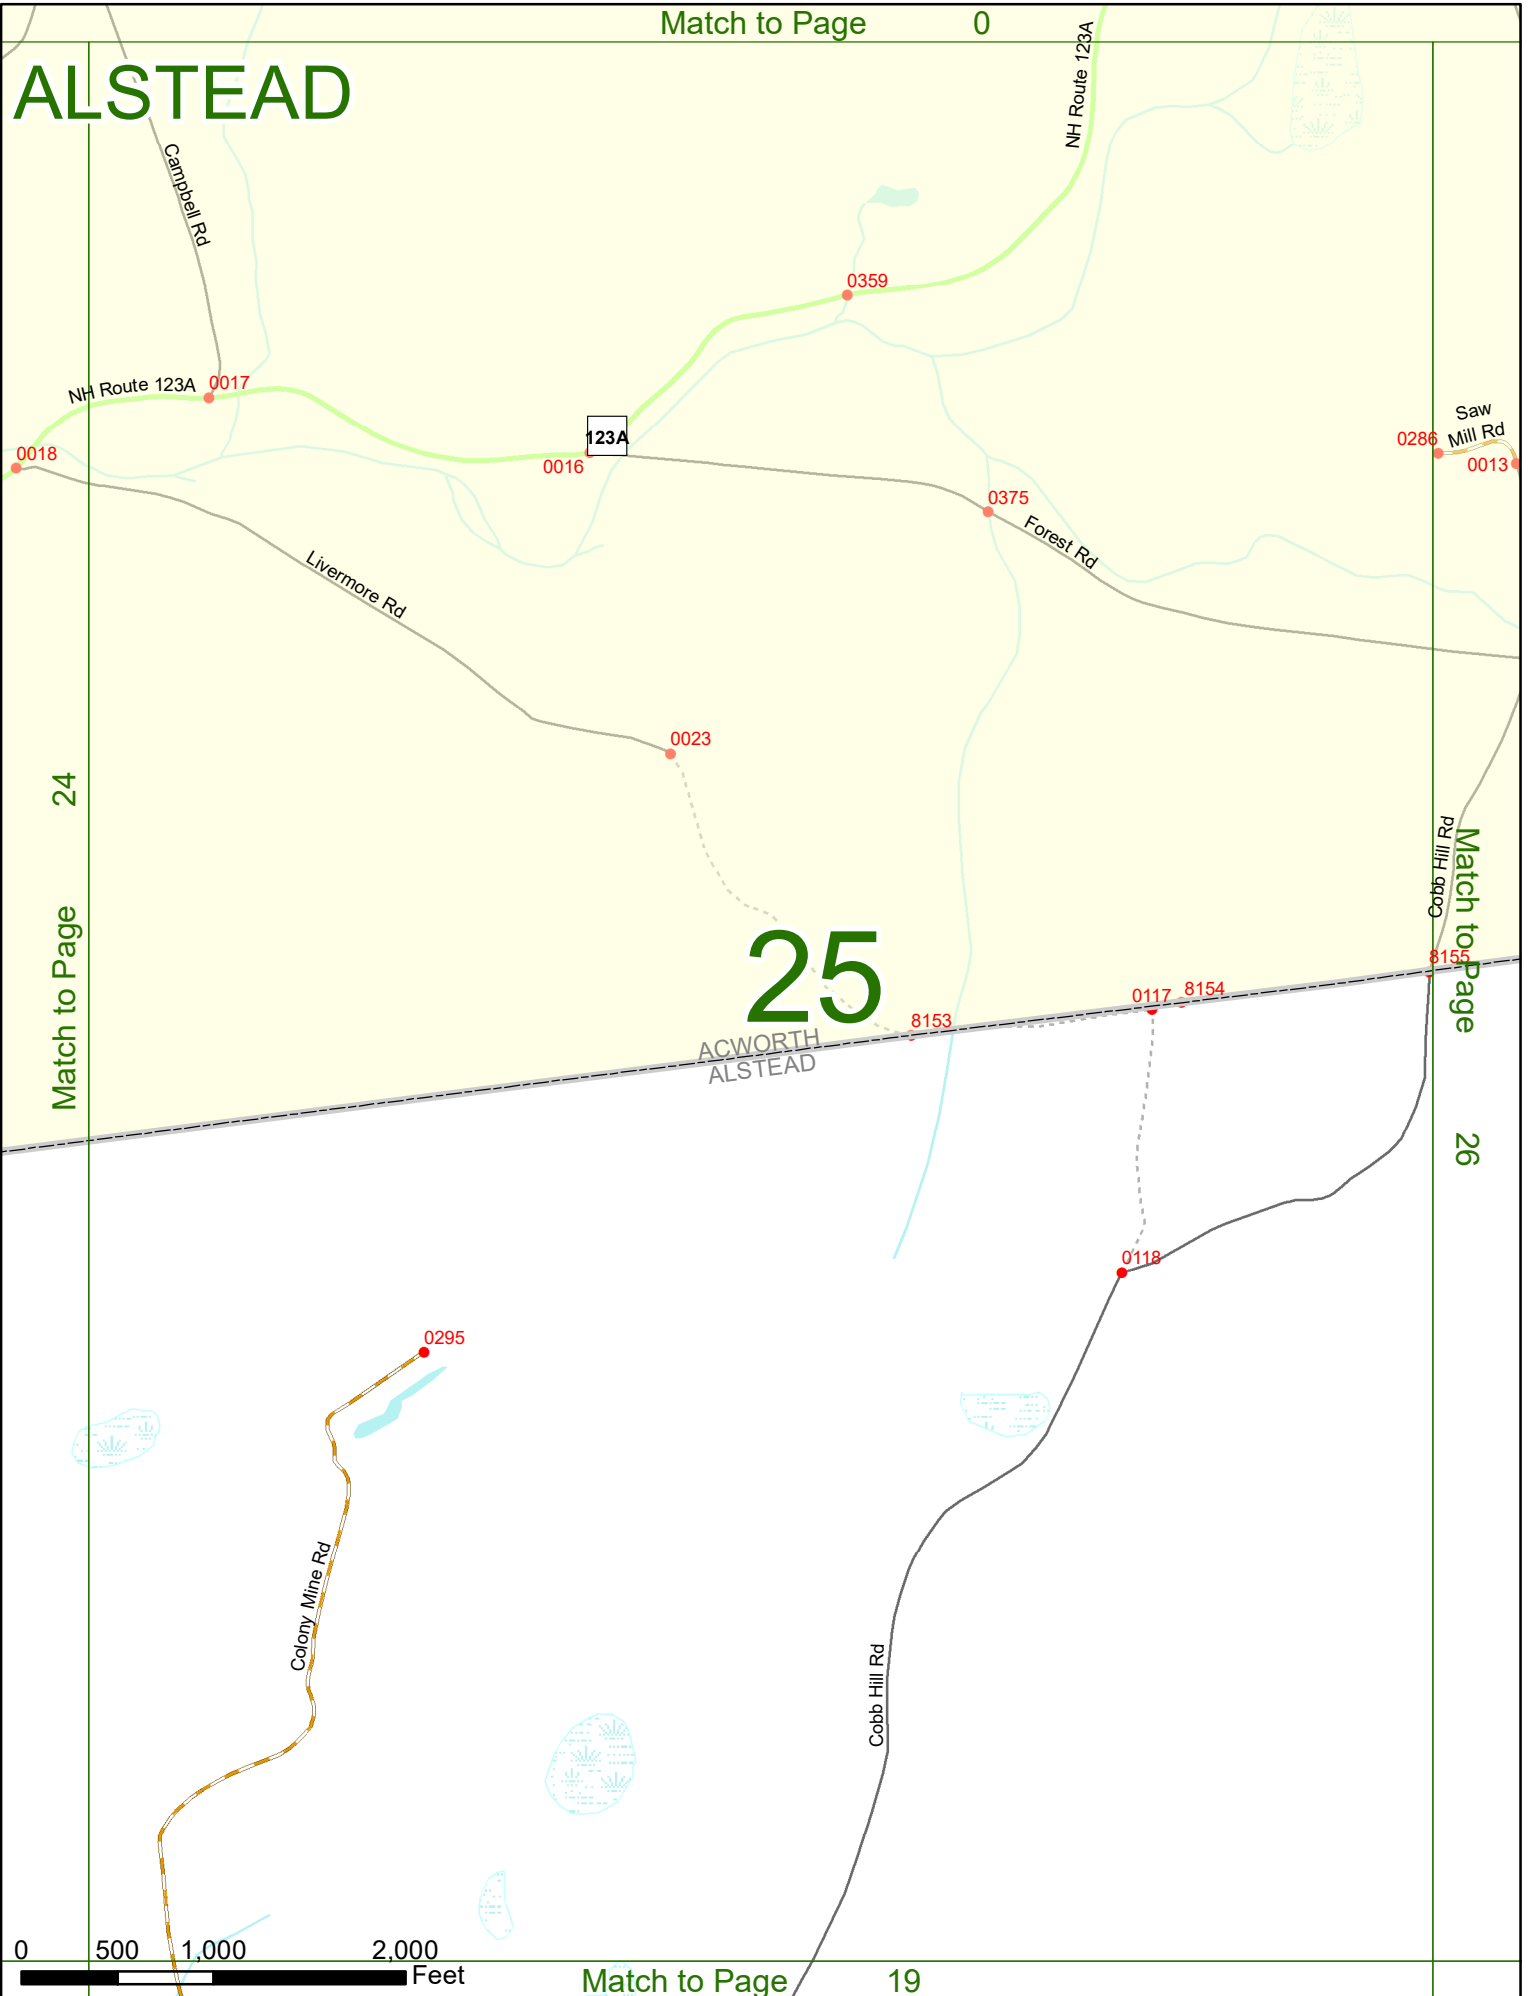 Match to Page 0
ALSTEAD
NH Route 123A
Campbell Rd
0359
NH Route 123A
0017
123A
0018
0016
Saw
Mill Rd
0286
0013
0375
Forest Rd
Livermore Rd
0023
Match to Page 24
Cobb Hill Rd
Match to Page 26
25
8155
0117
8154
8153
ACWORTH
ALSTEAD
0118
0295
Colony Mine Rd
Cobb Hill Rd
0 500 1,000 2,000
Feet
Match to Page 19